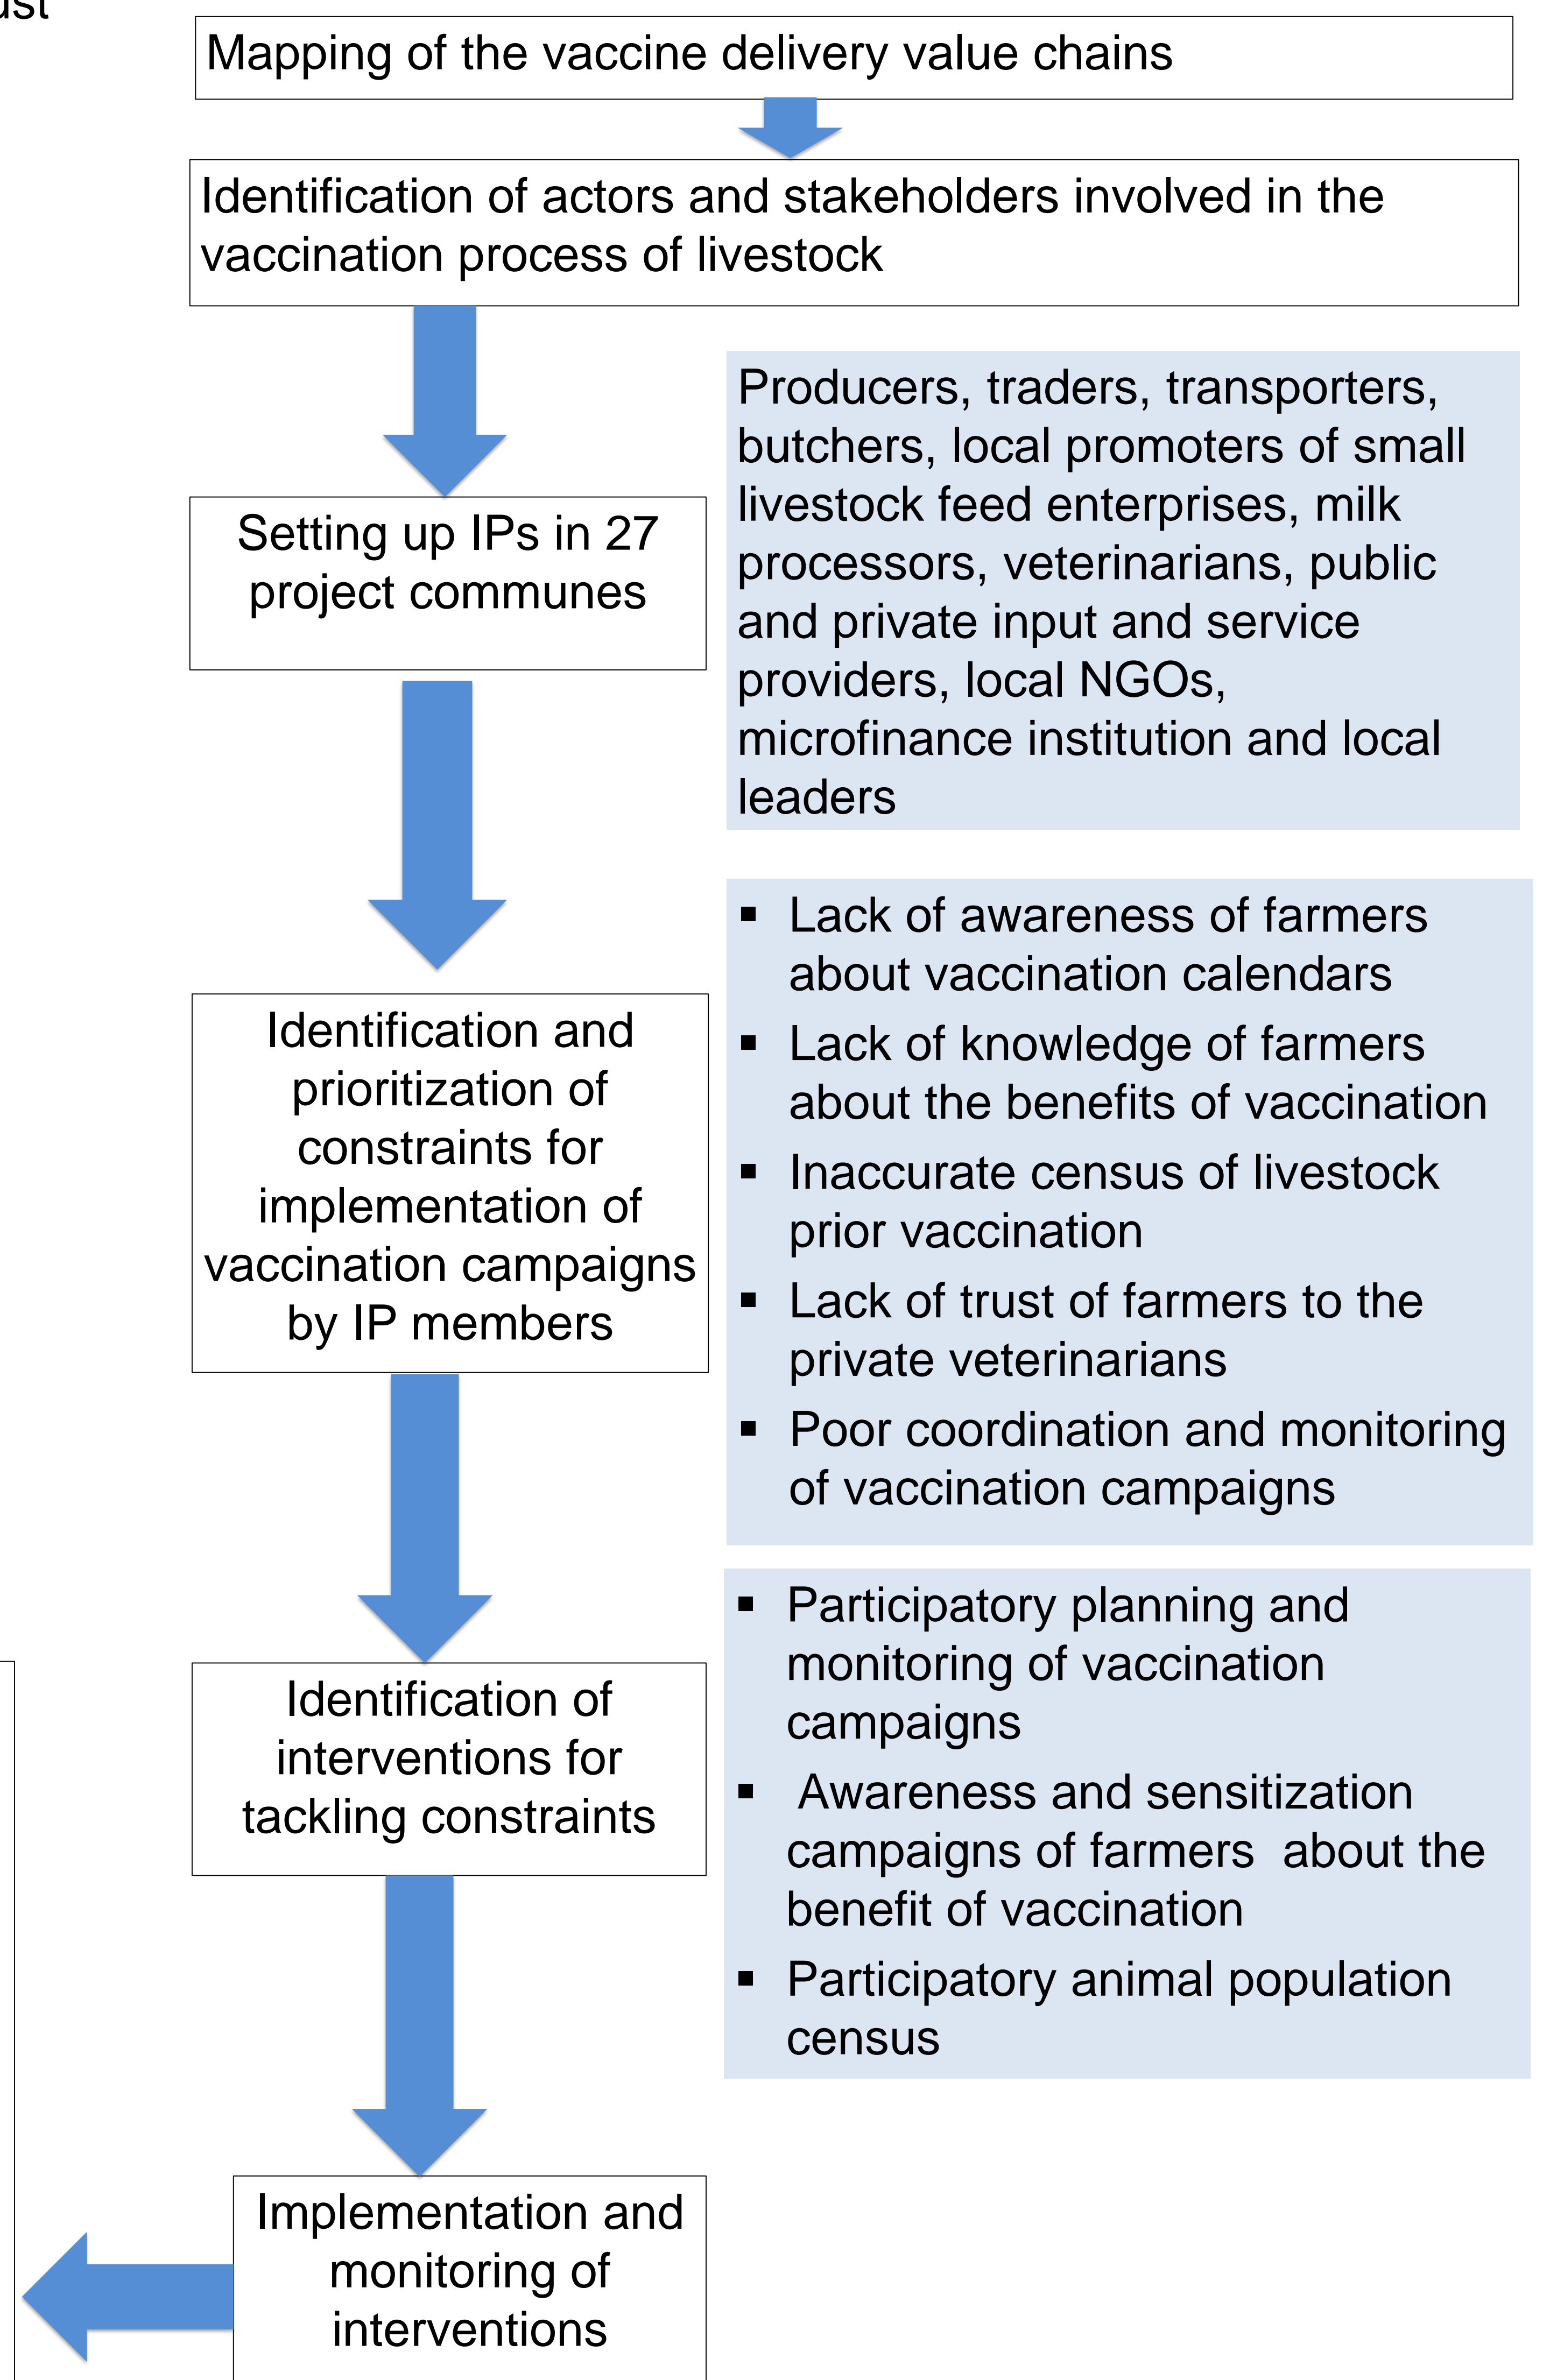 Mapping of the vaccine delivery value chains
Identification of actors and stakeholders involved in the
vaccination process of livestock
Setting up IPs in 27
project communes
Producers, traders, transporters,
butchers, local promoters of small
livestock feed enterprises, milk
processors, veterinarians, public
and private input and service
providers, local NGOs,
microfinance institution and local
leaders
Identification and
prioritization of
constraints for
implementation of
vaccination campaigns
by IP members
▪ Lack of awareness of farmers
about vaccination calendars
▪ Lack of knowledge of farmers
about the benefits of vaccination
▪ Inaccurate census of livestock
prior vaccination
▪ Lack of trust of farmers to the
private veterinarians
▪ Poor coordination and monitoring
of vaccination campaigns
Identification of
interventions for
tackling constraints
▪ Participatory planning and
monitoring of vaccination
campaigns
▪ Awareness and sensitization
campaigns of farmers about the
benefit of vaccination
▪ Participatory animal population
census
Implementation and
monitoring of
interventions